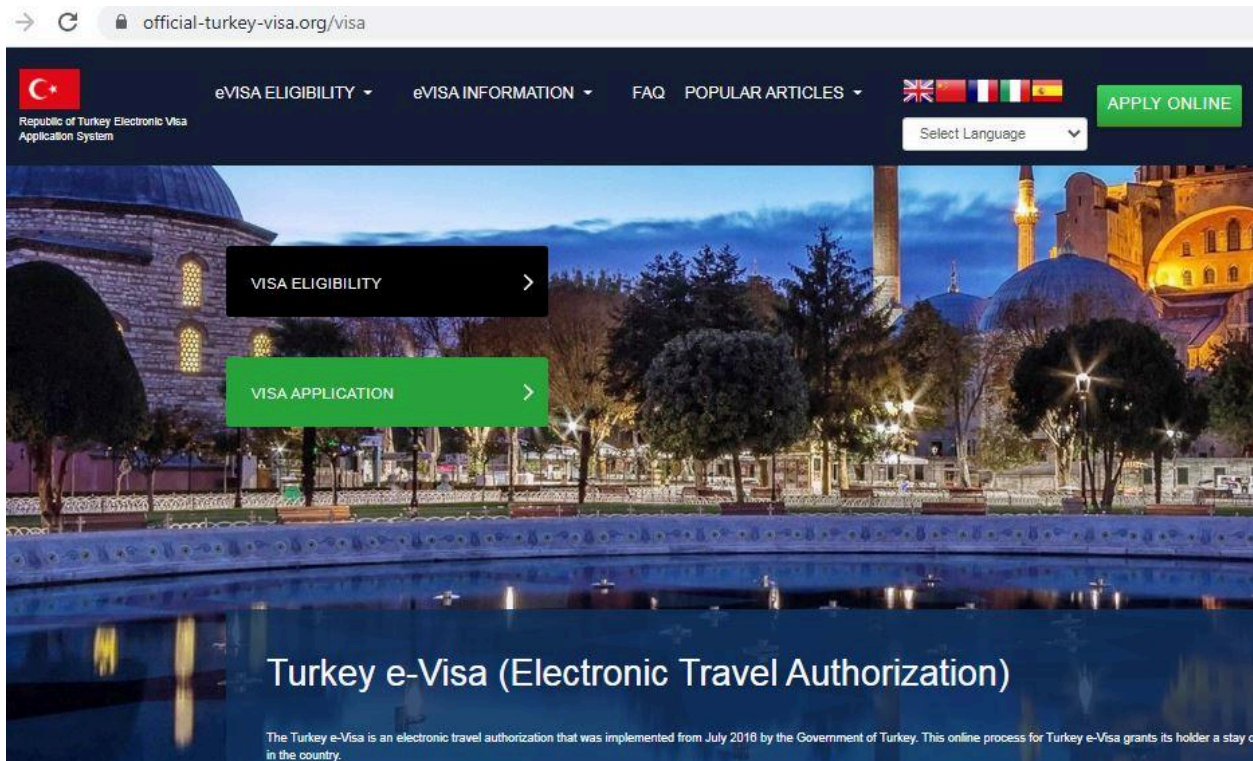 official-turkey-visa.org/visa
eVISA ELIGIBILITY
eVISA INFORMATION
FAQ
POPULAR ARTICLES
APPLY ONLINE
Republic of Turkey Electronic Visa
Application System
Select Language
VISA ELIGIBILITY
VISA APPLICATION
Turkey e-Visa (Electronic Travel Authorization)
The Turkey e-Visa is an electronic travel authorization that was implemented from July 2016 by the Government of Turkey. This online process for Turkey e-Visa grants its holder a stay
in the country.